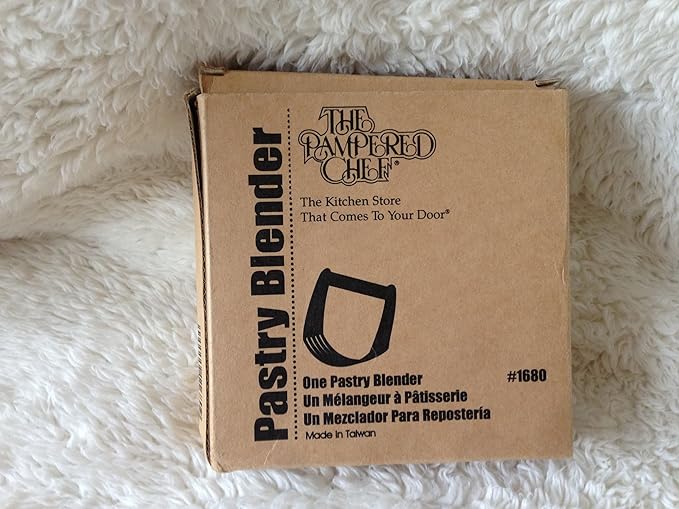 Pastry Blender
THE
PAMPERED
CHEF®
The Kitchen Store
That Comes To Your Door®
One Pastry Blender #1680
Un Mélangeur à Pâtisserie
Un Mezclador Para Repostería
Made in Taiwan